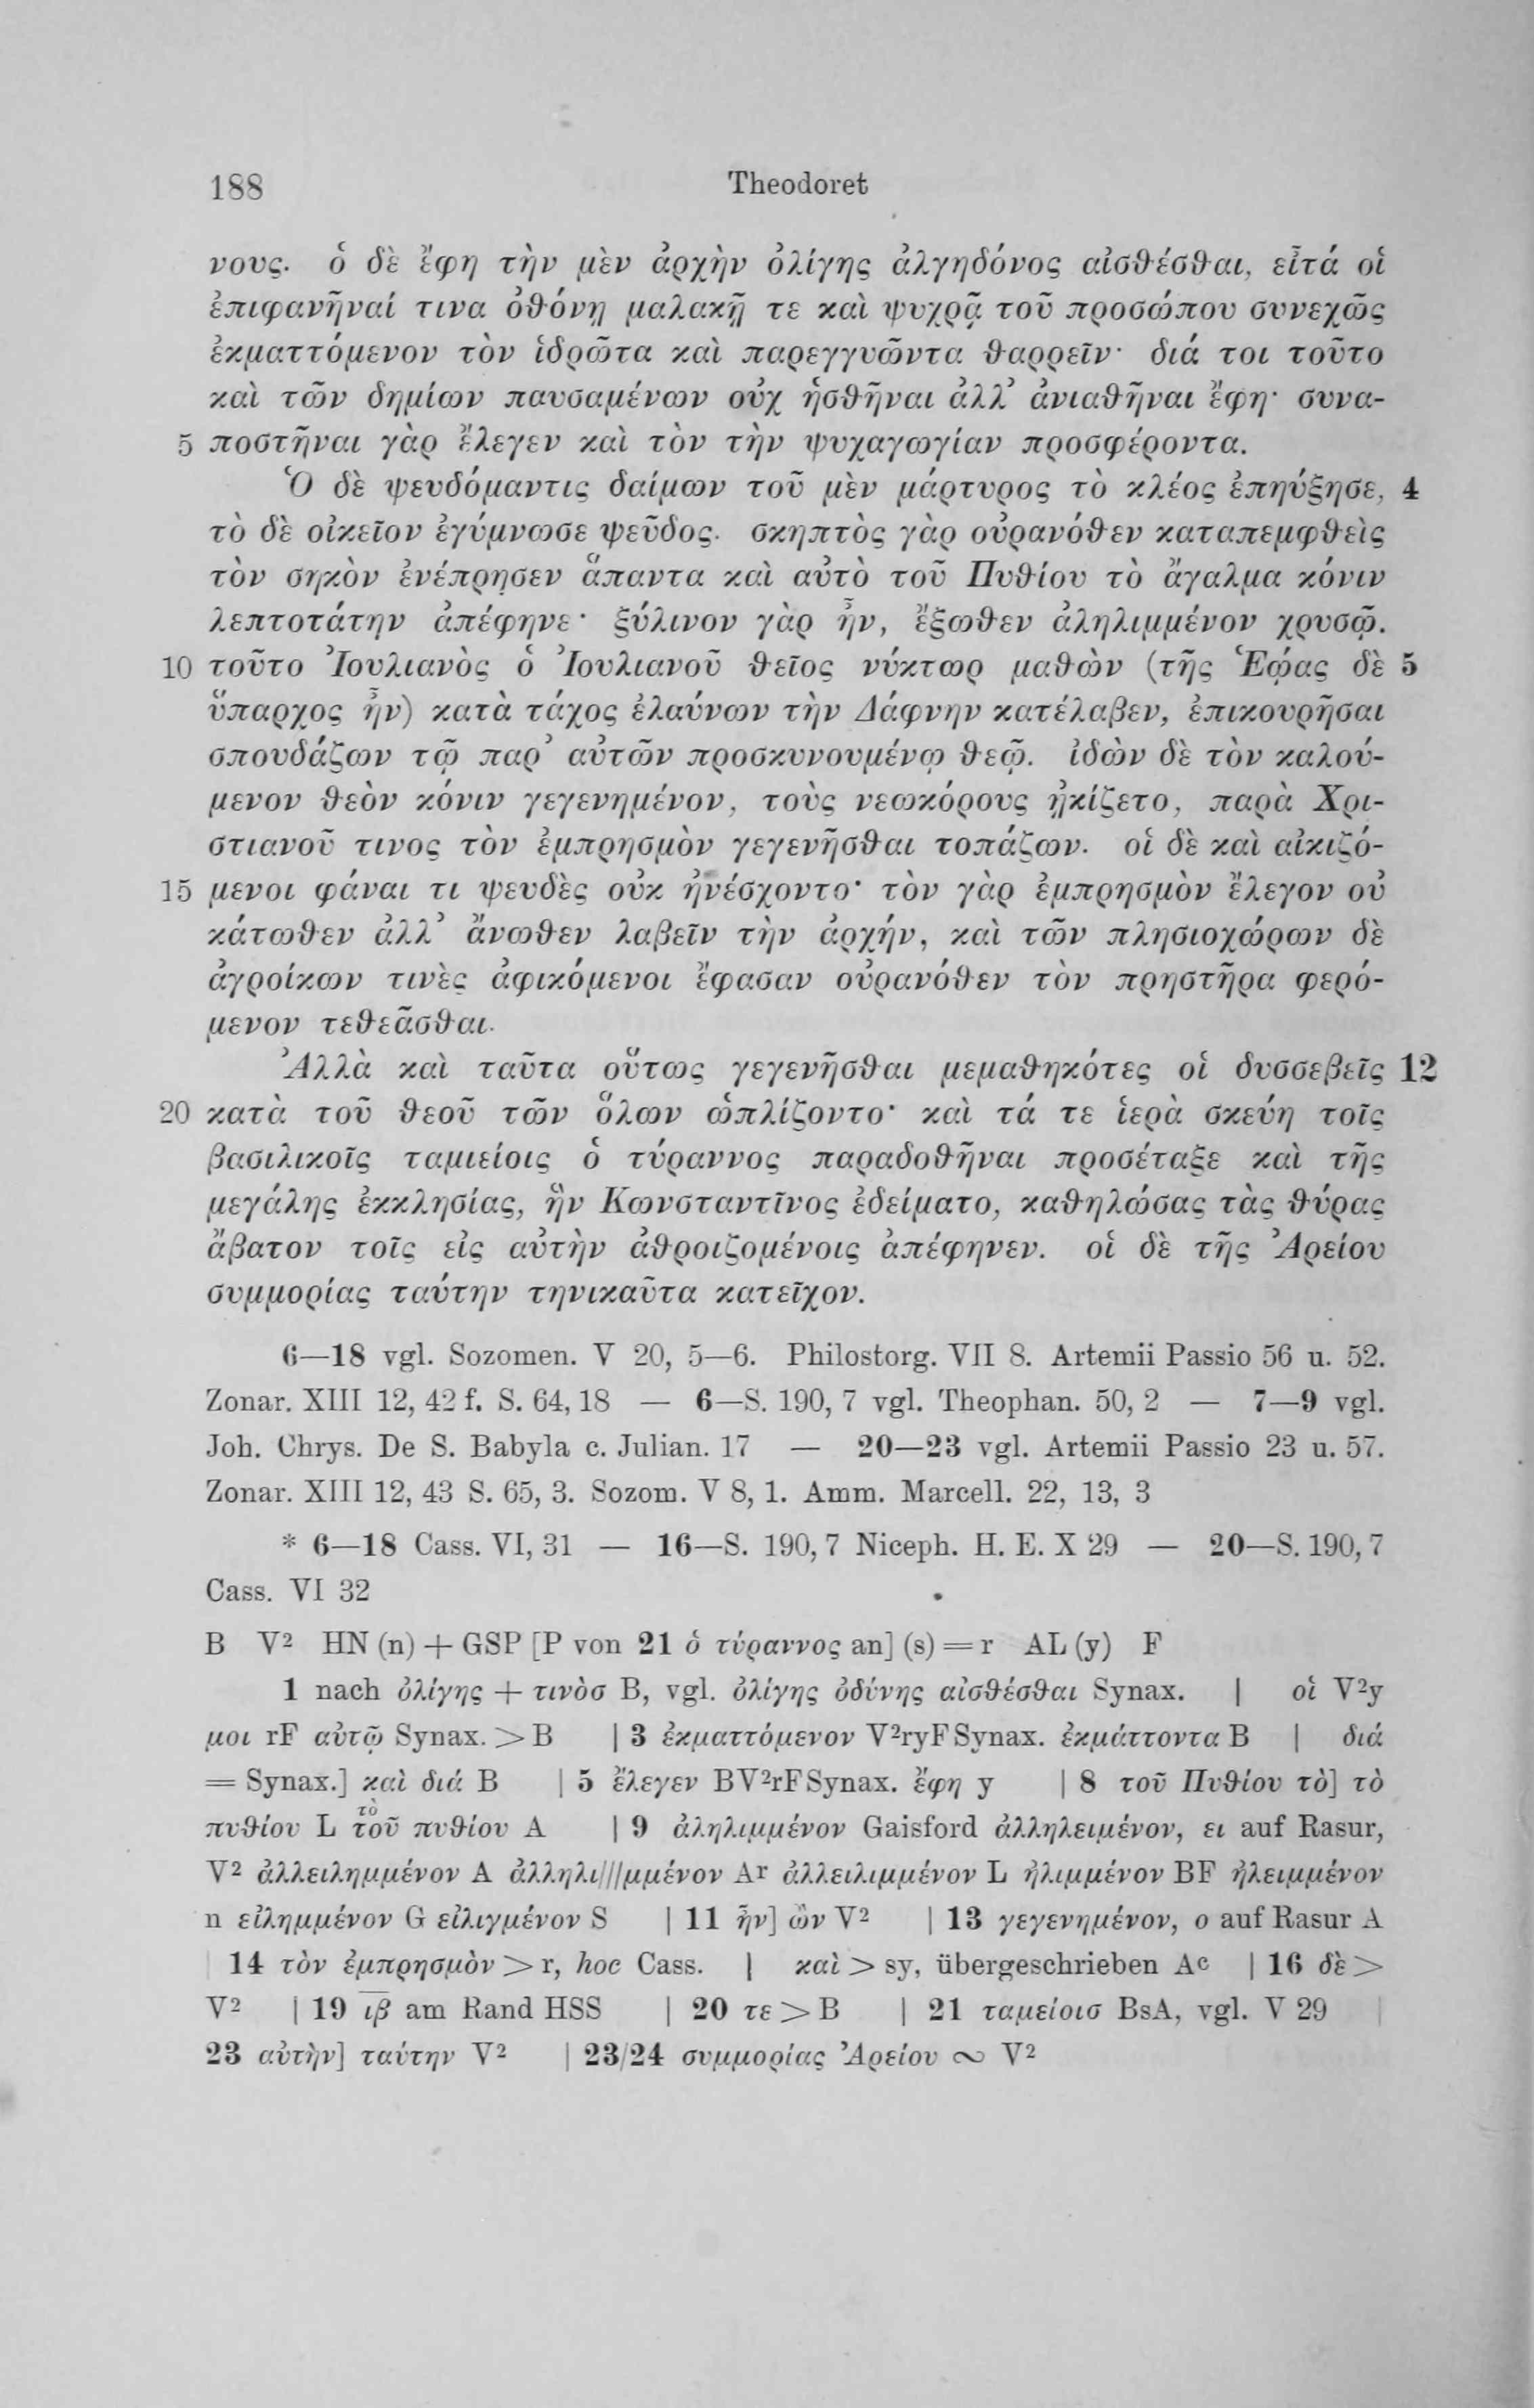 188 Theodoret
νους. ὁ δὲ ἔφη τὴν μὲν ἀρχὴν ὀλίγης ἀλγηδόνος αἰσθέσθαι, εἶτά οἱ
ἐπιφανῆναί τινα ὀθόνῃ μαλακῇ τε καὶ ψυχρᾷ τοῦ προσώπου συνεχῶς
ἐκματτόμενον τὸν ἱδρῶτα καὶ παρεγγυῶντα θαρρεῖν· διά τοι τοῦτο
καὶ τῶν δημίων παυσαμένων οὐχ ἡσθῆναι ἀλλ' ἀνιαθῆναι ἔφη· συνα-
5 ποστῆναι γὰρ ἔλεγεν καὶ τὸν τὴν ψυχαγωγίαν προσφέροντα.
Ὁ δὲ ψευδόμαντις δαίμων τοῦ μὲν μάρτυρος τὸ κλέος ἐπηύξησε, 4
τὸ δὲ οἰκεῖον ἐγύμνωσε ψεῦδος. σκηπτὸς γὰρ οὐρανόθεν καταπεμφθεὶς
τὸν σηκὸν ἐνέπρησεν ἅπαντα καὶ αὐτὸ τοῦ Πυθίου τὸ ἄγαλμα κόνιν
λεπτοτάτην ἀπέφηνε· ξύλινον γὰρ ἦν, ἔξωθεν ἀληλιμμένον χρυσῷ.
10 τοῦτο Ἰουλιανὸς ὁ Ἰουλιανοῦ θεῖος νύκτωρ μαθὼν (τῆς Ἑῴας δὲ 5
ὕπαρχος ἦν) κατὰ τάχος ἐλαύνων τὴν Δάφνην κατέλαβεν, ἐπικουρῆσαι
σπουδάζων τῷ παρ' αὐτῶν προσκυνουμένῳ θεῷ. ἰδὼν δὲ τὸν καλού-
μενον θεὸν κόνιν γεγενημένον, τοὺς νεωκόρους ᾐκίζετο, παρὰ Χρι-
στιανοῦ τινος τὸν ἐμπρησμὸν γεγενῆσθαι τοπάζων. οἱ δὲ καὶ αἰκιζό-
15 μενοι φάναι τι ψευδὲς οὐκ ἠνέσχοντο· τὸν γὰρ ἐμπρησμὸν ἔλεγον οὐ
κάτωθεν ἀλλ' ἄνωθεν λαβεῖν τὴν ἀρχήν, καὶ τῶν πλησιοχώρων δὲ
ἀγροίκων τινὲς ἀφικόμενοι ἔφασαν οὐρανόθεν τὸν πρηστῆρα φερό-
μενον τεθεᾶσθαι.
Ἀλλὰ καὶ ταῦτα οὕτως γεγενῆσθαι μεμαθηκότες οἱ δυσσεβεῖς 12
20 κατὰ τοῦ θεοῦ τῶν ὅλων ὡπλίζοντο· καὶ τά τε ἱερὰ σκεύη τοῖς
βασιλικοῖς ταμιείοις ὁ τύραννος παραδοθῆναι προσέταξε καὶ τῆς
μεγάλης ἐκκλησίας, ἣν Κωνσταντῖνος ἐδείματο, καθηλώσας τὰς θύρας
ἄβατον τοῖς εἰς αὐτὴν ἀθροιζομένοις ἀπέφηνεν. οἱ δὲ τῆς Ἀρείου
συμμορίας ταύτην τηνικαῦτα κατεῖχον.
6—18 vgl. Sozomen. V 20, 5—6. Philostorg. VII 8. Artemii Passio 56 u. 52.
Zonar. XIII 12, 42 f. S. 64, 18 — 6—S. 190, 7 vgl. Theophan. 50, 2 — 7—9 vgl.
Joh. Chrys. De S. Babyla c. Julian. 17 — 20—23 vgl. Artemii Passio 23 u. 57.
Zonar. XIII 12, 43 S. 65, 3. Sozom. V 8, 1. Amm. Marcell. 22, 13, 3
* 6—18 Cass. VI, 31 — 16—S. 190, 7 Niceph. H. E. X 29 — 20—S. 190, 7
Cass. VI 32
B V² HN (n) + GSP [P von 21 ὁ τύραννος an] (s) = r AL (y) F
1 nach ὀλίγης + τινὸσ B, vgl. ὀλίγης ὀδύνης αἰσθέσθαι Synax. | οἱ V²y
μοι rF αὐτῷ Synax. > B | 3 ἐκματτόμενον V²ryF Synax. ἐκμάττοντα B | διά
= Synax.] καὶ διά B | 5 ἔλεγεν BV²rF Synax. ἔφη y | 8 τοῦ Πυθίου τὸ] τὸ
πυθίου L τοῦ τὸ πυθίου A | 9 ἀληλιμμένον Gaisford ἀλληλειμένον, ει auf Rasur,
V² ἀλλειλημμένον A ἀλληλι///μμένον Aʳ ἀλλειλιμμένον L ἠλιμμένον BF ἠλειμμένον
n εἰλημμένον G εἰλιγμένον S | 11 ἦν] ὢν V² | 13 γεγενημένον, ο auf Rasur A
| 14 τὸν ἐμπρησμὸν > r, hoc Cass. | καὶ > sy, übergeschrieben Aᶜ | 16 δὲ >
V² | 19 ιβ am Rand HSS | 20 τε > B | 21 ταμείοισ BsA, vgl. V 29 |
23 αὐτὴν] ταύτην V² | 23/24 συμμορίας Ἀρείου ∾ V²